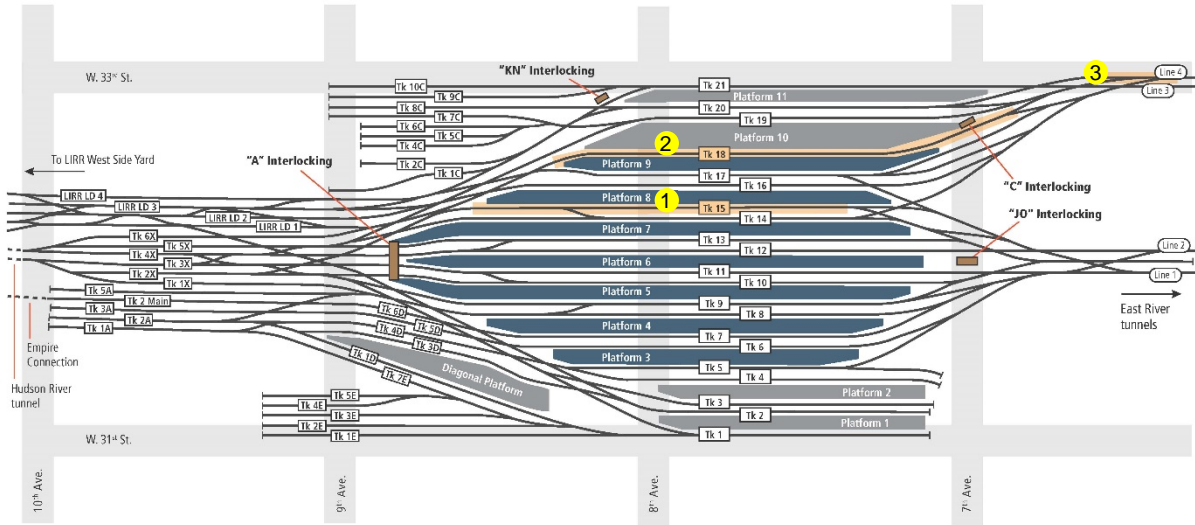 W. 33rd St.
"KN" Interlocking
3
Line 4
Line 3
Tk 10C
Tk 9C
Tk 8C
Tk 7C
Tk 6C
Tk 5C
Tk 4C
Tk 2C
Tk 1C
Tk 21
Platform 11
Tk 20
Tk 19
Platform 10
2
Tk 18
Platform 9
Tk 17
Tk 16
Platform 8
1
Tk 15
Tk 14
Platform 7
Tk 13
Tk 12
Platform 6
Tk 11
Tk 10
Platform 5
Tk 9
Tk 8
Platform 4
Tk 7
Tk 6
Platform 3
Tk 5
Tk 4
Platform 2
Tk 3
Tk 2
Platform 1
Tk 1
To LIRR West Side Yard
"A" Interlocking
"C" Interlocking
"JO" Interlocking
LIRR LD 4
LIRR LD 3
LIRR LD 2
LIRR LD 1
Tk 6X
Tk 5X
Tk 4X
Tk 3X
Tk 2X
Tk 1X
Tk 5A
Tk 2 Main
Tk 3A
Tk 2A
Tk 1A
Tk 6D
Tk 5D
Tk 4D
Tk 3D
Tk 1D
Tk 7E
Diagonal Platform
Tk 5E
Tk 4E
Tk 3E
Tk 2E
Tk 1E
Line 2
Line 1
East River
tunnels
Empire
Connection
Hudson River
tunnel
W. 31st St.
10th Ave.
9th Ave.
8th Ave.
7th Ave.